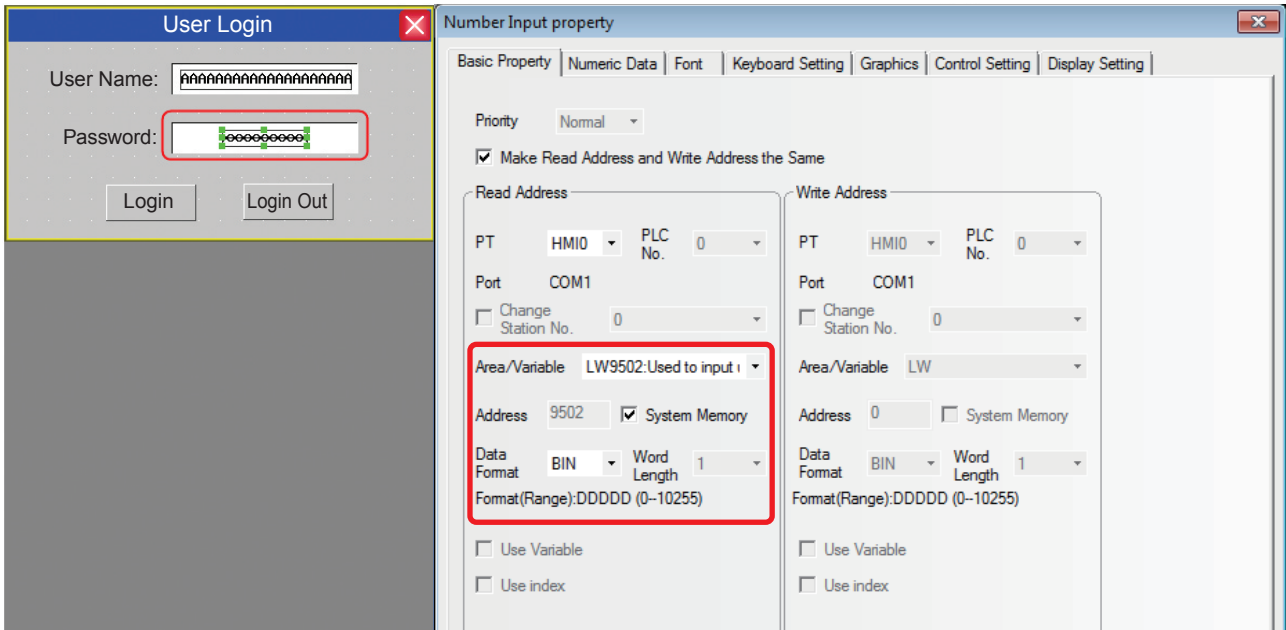 User Login
User Name: AAAAAAAAAAAAAAAAAAAA
Password:
Login Login Out
Number Input property
Basic Property Numeric Data Font Keyboard Setting Graphics Control Setting Display Setting
Priority Normal
Make Read Address and Write Address the Same
Read Address Write Address
PT HMI0 PLC No. 0 PT HMI0 PLC No. 0
Port COM1 Port COM1
Change Station No. 0 Change Station No. 0
Area/Variable LW9502:Used to input Area/Variable LW
Address 9502 System Memory Address 0 System Memory
Data Format BIN Word Length 1 Data Format BIN Word Length 1
Format(Range):DDDDD (0--10255) Format(Range):DDDDD (0--10255)
Use Variable Use Variable
Use index Use index